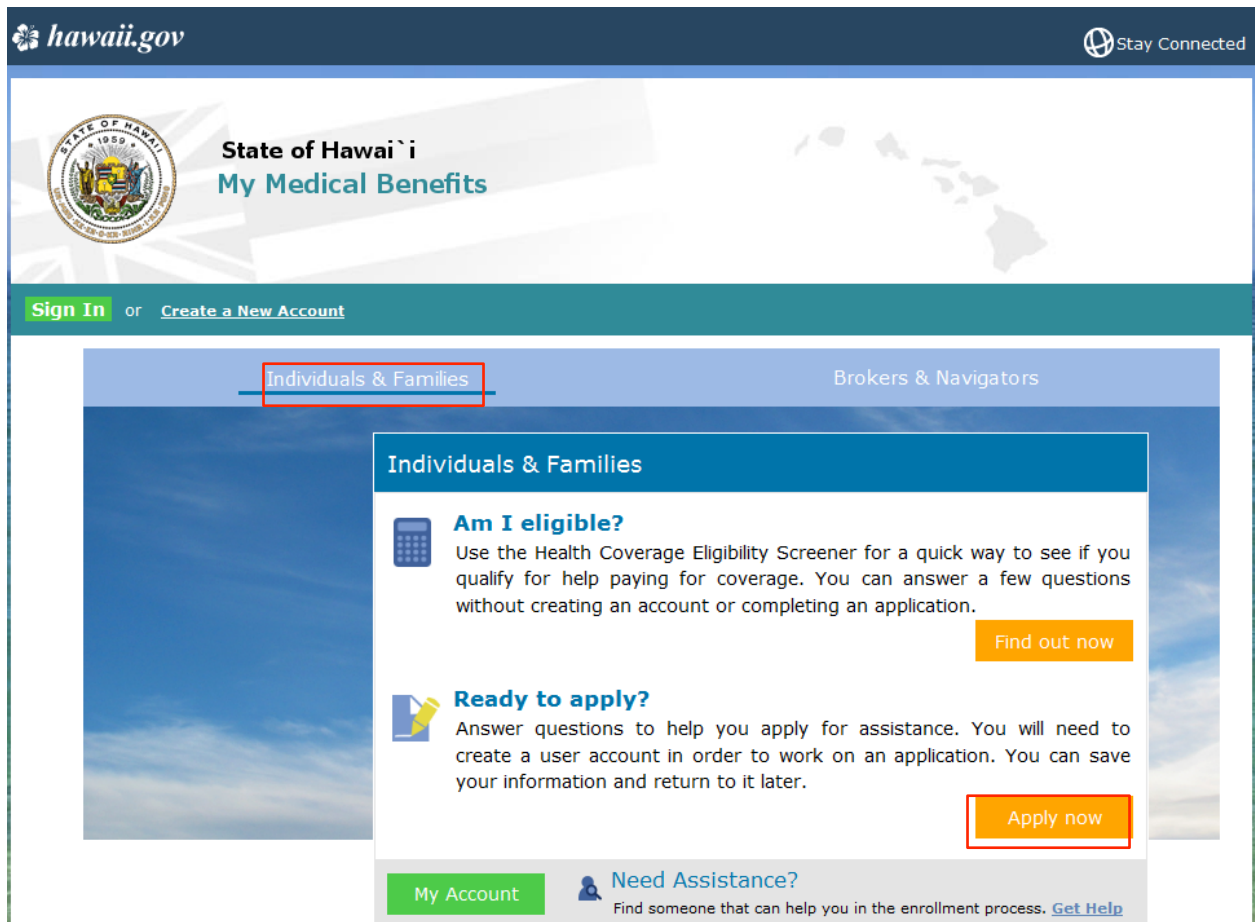 hawaii.gov
Stay Connected
STATE OF HAWAII
1959
State of Hawai`i
My Medical Benefits
Sign In or Create a New Account
Individuals & Families
Brokers & Navigators
Individuals & Families
Am I eligible?
Use the Health Coverage Eligibility Screener for a quick way to see if you
qualify for help paying for coverage. You can answer a few questions
without creating an account or completing an application.
Find out now
Ready to apply?
Answer questions to help you apply for assistance. You will need to
create a user account in order to work on an application. You can save
your information and return to it later.
Apply now
My Account
Need Assistance?
Find someone that can help you in the enrollment process. Get Help